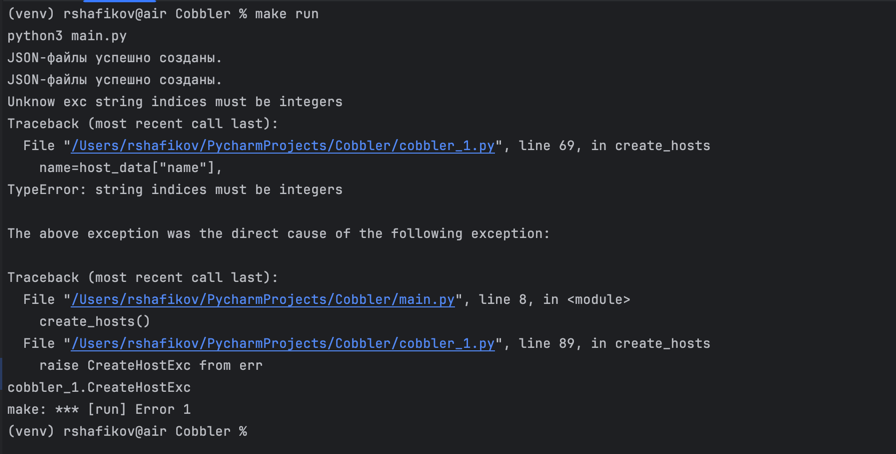 (venv) rshafikov@air Cobbler % make run
python3 main.py
JSON-файлы успешно созданы.
JSON-файлы успешно созданы.
Unknow exc string indices must be integers
Traceback (most recent call last):
  File "/Users/rshafikov/PycharmProjects/Cobbler/cobbler_1.py", line 69, in create_hosts
    name=host_data["name"],
TypeError: string indices must be integers

The above exception was the direct cause of the following exception:

Traceback (most recent call last):
  File "/Users/rshafikov/PycharmProjects/Cobbler/main.py", line 8, in <module>
    create_hosts()
  File "/Users/rshafikov/PycharmProjects/Cobbler/cobbler_1.py", line 89, in create_hosts
    raise CreateHostExc from err
cobbler_1.CreateHostExc
make: *** [run] Error 1
(venv) rshafikov@air Cobbler %